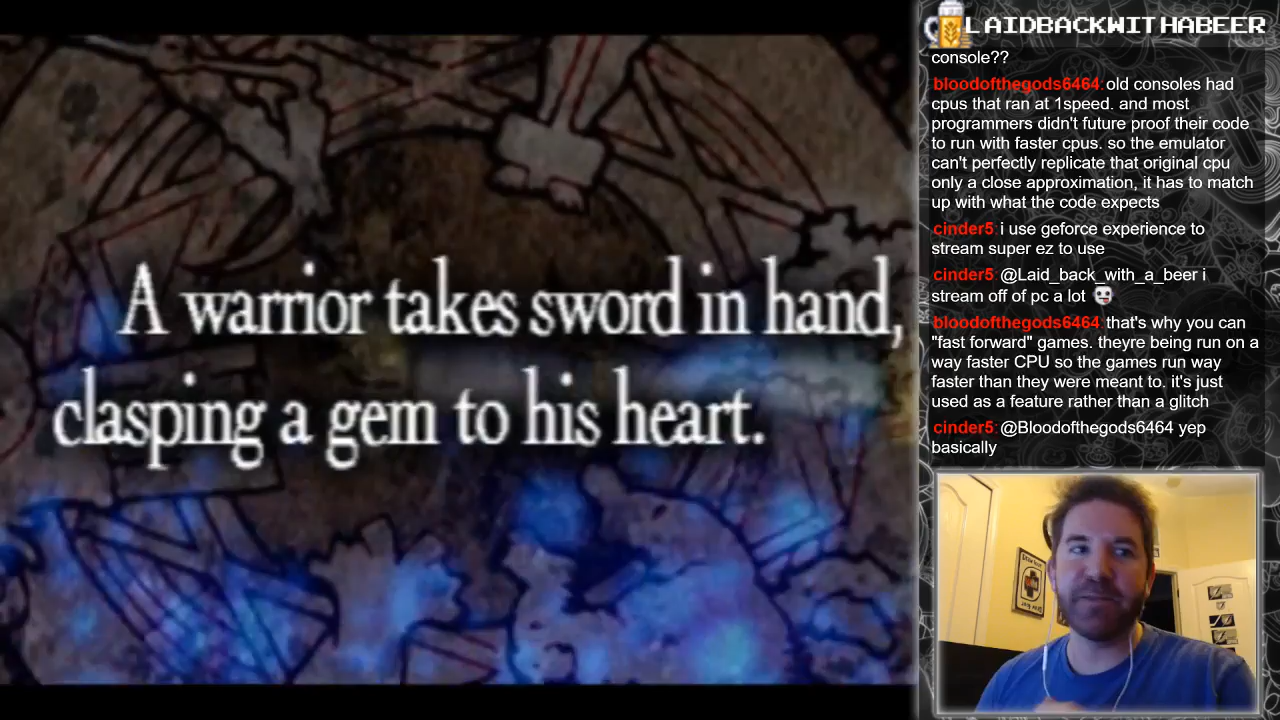 LAIDBACKWITHABEER
console??
bloodofthegods6464: old consoles had
cpus that ran at 1speed. and most
programmers didn't future proof their code
to run with faster cpus. so the emulator
can't perfectly replicate that original cpu
only a close approximation, it has to match
up with what the code expects
cinder5: i use geforce experience to
stream super ez to use
cinder5: @Laid_back_with_a_beer i
stream off of pc a lot
bloodofthegods6464: that's why you can
"fast forward" games. theyre being run on a
way faster CPU so the games run way
faster than they were meant to. it's just
used as a feature rather than a glitch
cinder5: @Bloodofthegods6464 yep
basically
A warrior takes sword in hand,
clasping a gem to his heart.